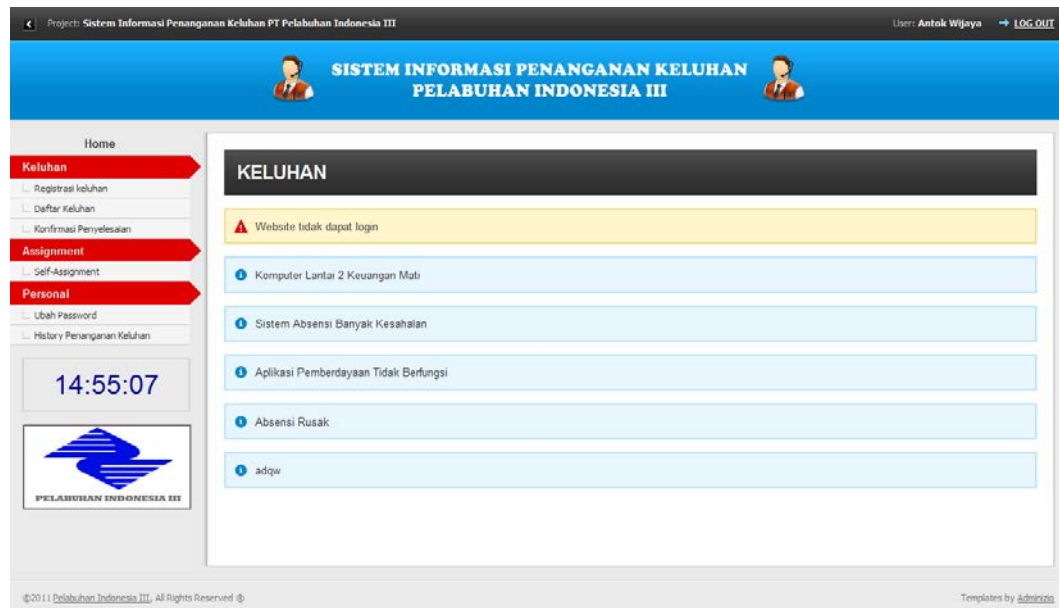 Project: Sistem Informasi Penanganan Keluhan PT Pelabuhan Indonesia III
User: Antok Wijaya LOG OUT
SISTEM INFORMASI PENANGANAN KELUHAN
PELABUHAN INDONESIA III
Home
Keluhan
Registrasi keluhan
Daftar Keluhan
Konfirmasi Penyelesaian
Assignment
Self-Assignment
Personal
Ubah Password
History Penanganan Keluhan
14:55:07
PELABUHAN INDONESIA III
KELUHAN
Website tidak dapat login
Komputer Lantai 2 Keuangan Mati
Sistem Absensi Banyak Kesahalan
Aplikasi Pemberdayaan Tidak Berfungsi
Absensi Rusak
adqw
©2011 Pelabuhan Indonesia III, All Rights Reserved ®
Templates by Adminizio